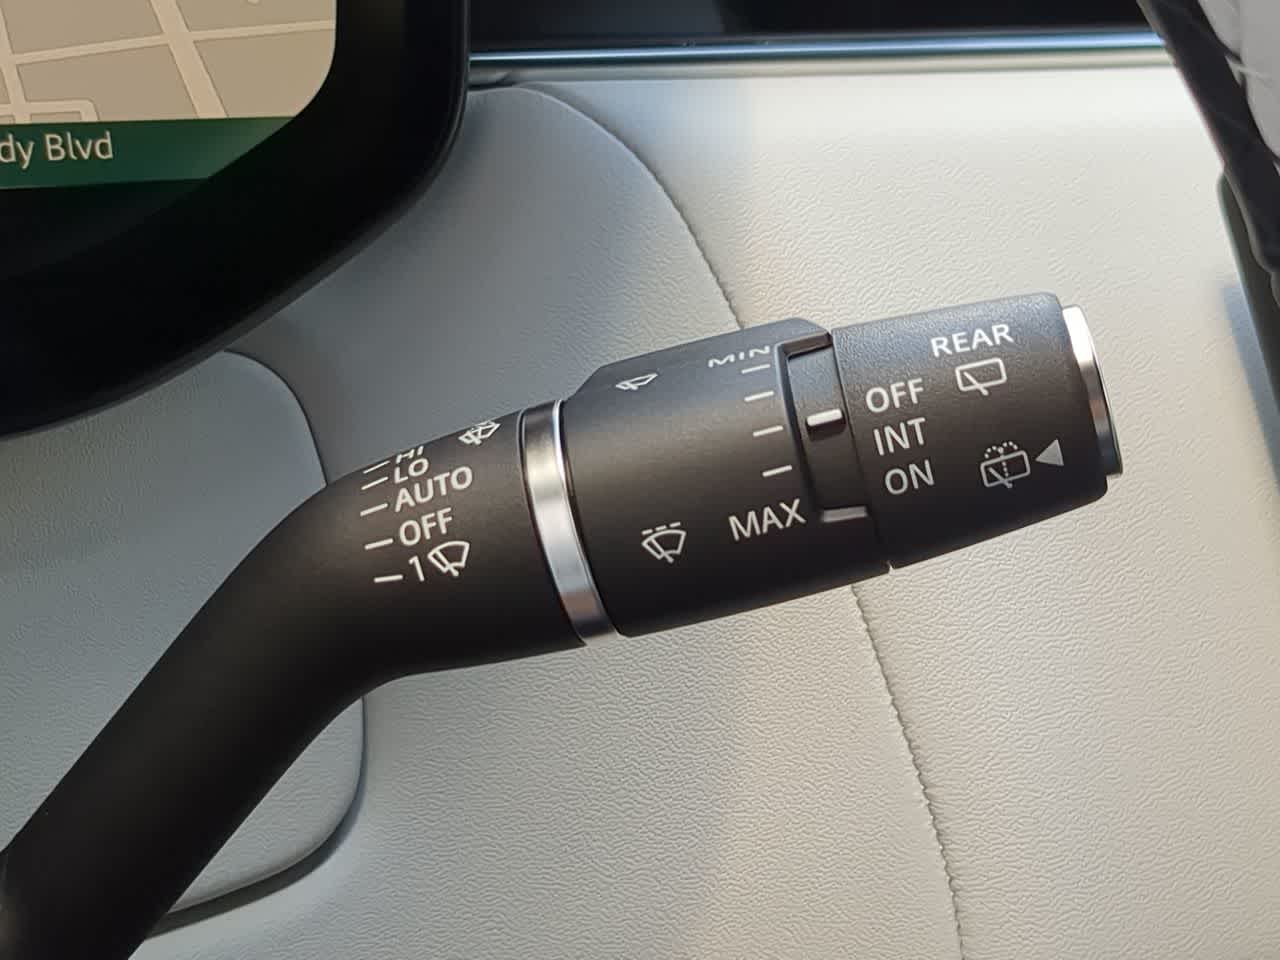 dy Blvd
HI
LO
AUTO
OFF
1
MIN
MAX
REAR
OFF
INT
ON